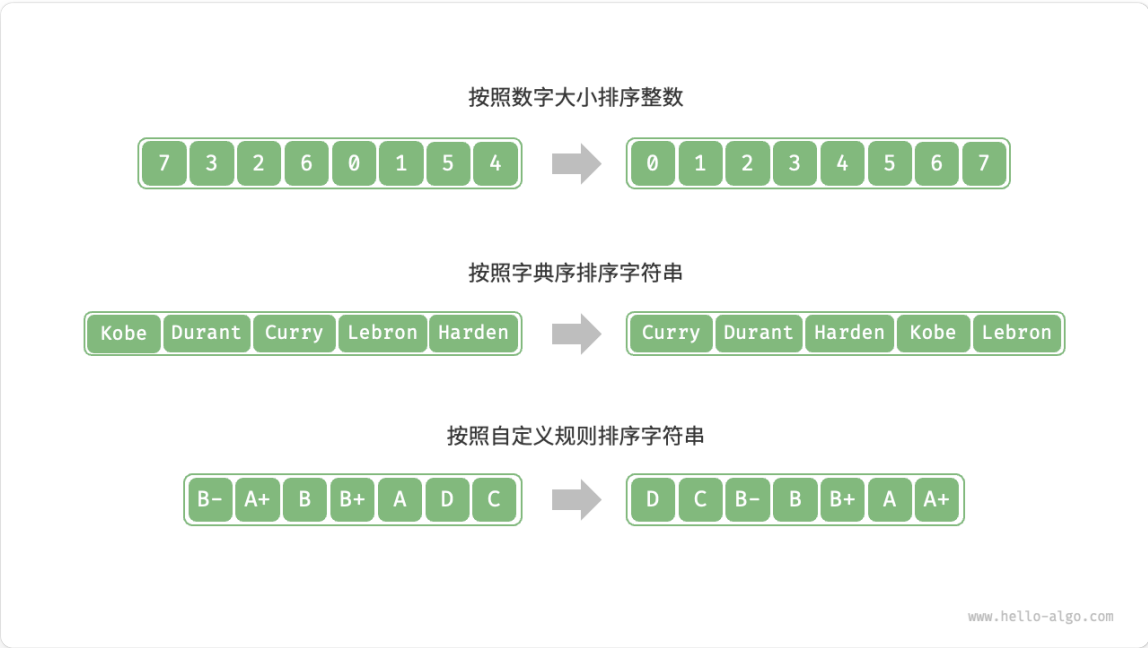 按照数字大小排序整数
7 3 2 6 0 1 5 4 0 1 2 3 4 5 6 7
按照字典序排序字符串
Kobe Durant Curry Lebron Harden Curry Durant Harden Kobe Lebron
按照自定义规则排序字符串
B- A+ B B+ A D C D C B- B B+ A A+
www.hello-algo.com